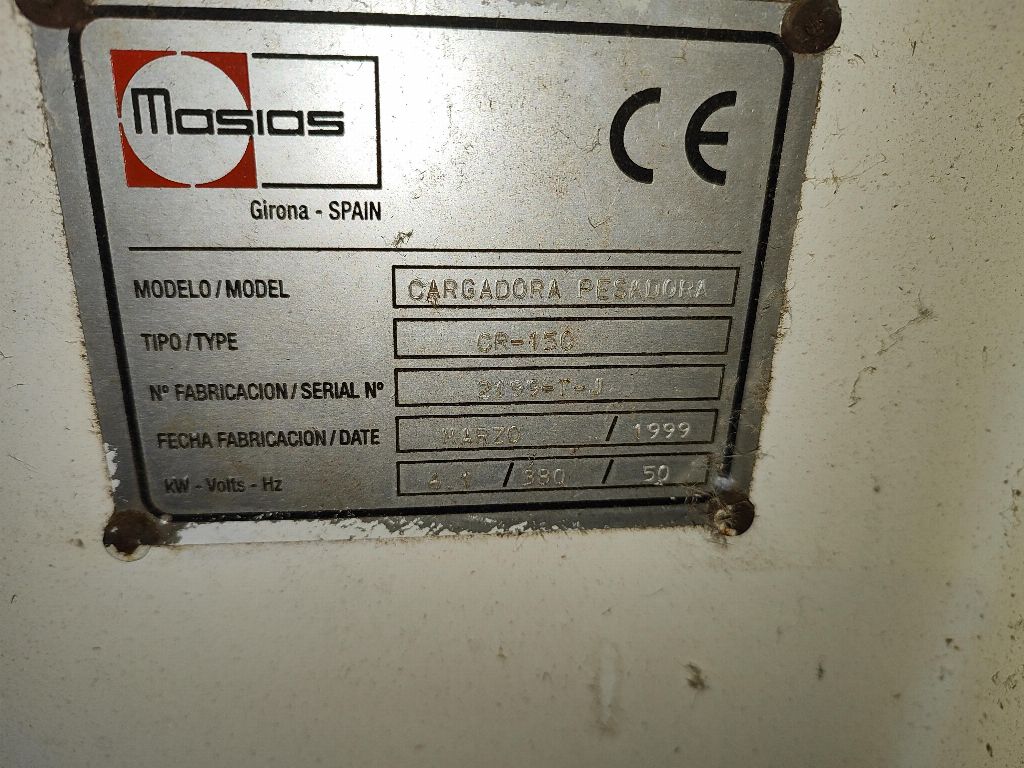 Masias
CE
Girona - SPAIN
MODELO / MODEL CARGADORA PESADORA
TIPO / TYPE CR-150
Nº FABRICACION / SERIAL Nº
FECHA FABRICACION / DATE MARZO / 1999
KW - Volts - Hz / 380 / 50